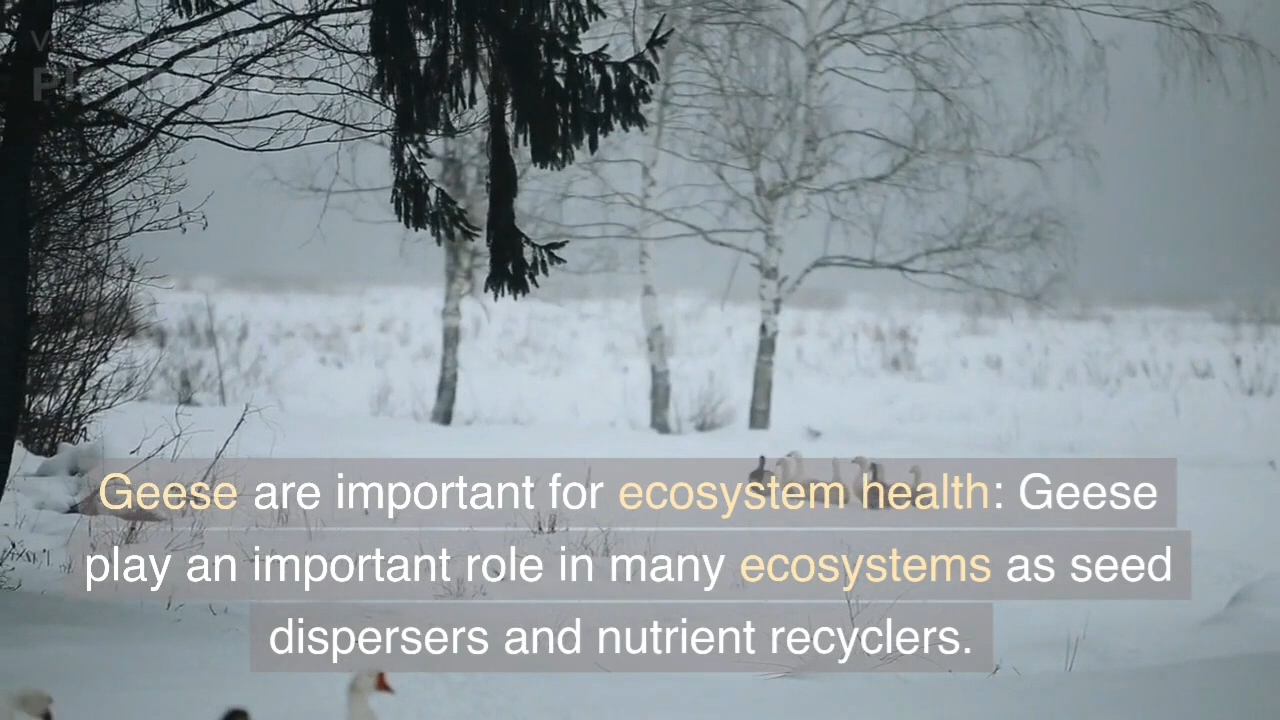 Geese are important for ecosystem health: Geese
play an important role in many ecosystems as seed
dispersers and nutrient recyclers.